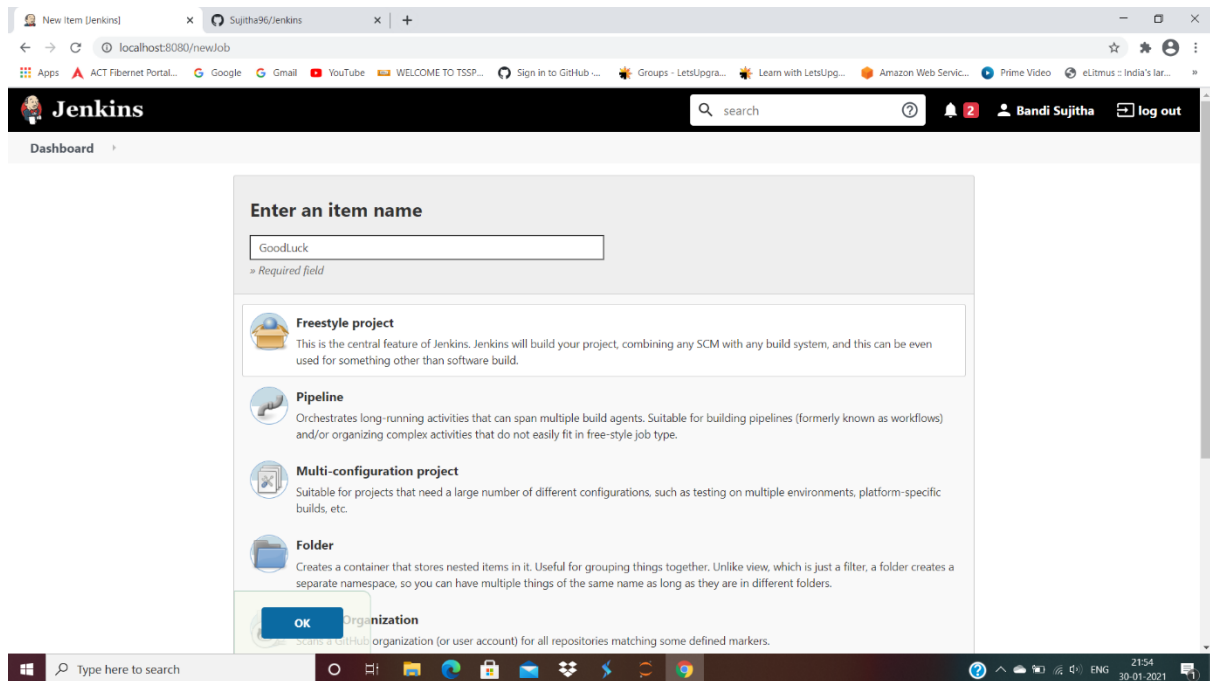 New Item [Jenkins]
Sujitha96/Jenkins
localhost:8080/newJob
Apps ACT Fibernet Portal... Google Gmail YouTube WELCOME TO TSSP... Sign in to GitHub ·... Groups - LetsUpgra... Learn with LetsUpg... Amazon Web Servic... Prime Video eLitmus :: India's lar... »
Jenkins search 2 Bandi Sujitha log out
Dashboard
Enter an item name
GoodLuck
» Required field
Freestyle project
This is the central feature of Jenkins. Jenkins will build your project, combining any SCM with any build system, and this can be even
used for something other than software build.
Pipeline
Orchestrates long-running activities that can span multiple build agents. Suitable for building pipelines (formerly known as workflows)
and/or organizing complex activities that do not easily fit in free-style job type.
Multi-configuration project
Suitable for projects that need a large number of different configurations, such as testing on multiple environments, platform-specific
builds, etc.
Folder
Creates a container that stores nested items in it. Useful for grouping things together. Unlike view, which is just a filter, a folder creates a
separate namespace, so you can have multiple things of the same name as long as they are in different folders.
OK Organization
Scans a GitHub organization (or user account) for all repositories matching some defined markers.
Type here to search ENG 21:54
30-01-2021